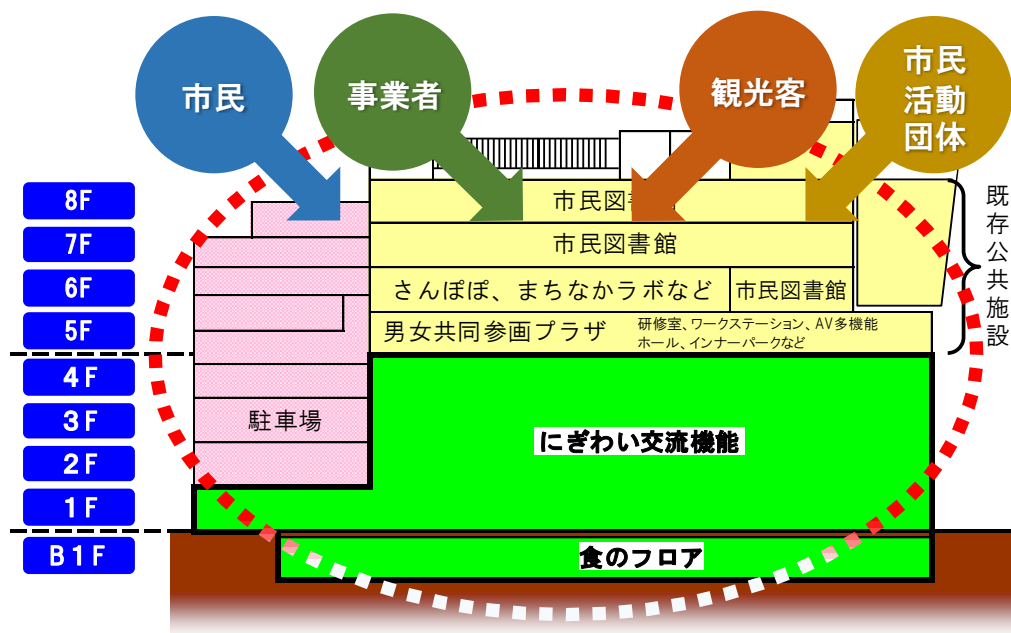 市民
事業者
観光客
市民
活動
団体
8F
市民図書館
7F
市民図書館
6F
さんぽぽ、まちなかラボなど
市民図書館
5F
男女共同参画プラザ
研修室、ワークステーション、AV多機能
ホール、インナーパークなど
既存公共施設
4F
3F
駐車場
にぎわい交流機能
2F
1F
B1F
食のフロア